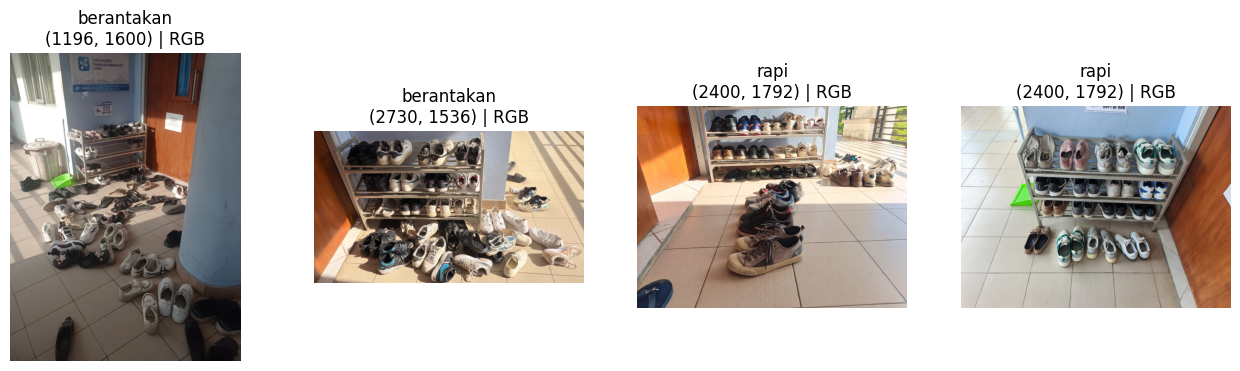 berantakan
(1196, 1600) | RGB
berantakan
(2730, 1536) | RGB
rapi
(2400, 1792) | RGB
rapi
(2400, 1792) | RGB